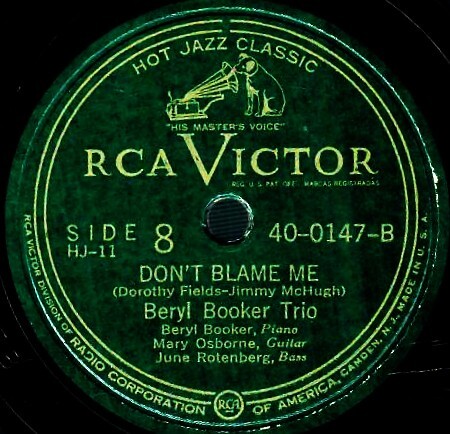 HOT JAZZ CLASSIC
"HIS MASTER'S VOICE"
RCA VICTOR
REG. U.S. PAT. OFF. MARCAS REGISTRADAS
SIDE 8 40-0147-B
HJ-11
DON'T BLAME ME
(Dorothy Fields-Jimmy McHugh)
Beryl Booker Trio
Beryl Booker, Piano
Mary Osborne, Guitar
June Rotenberg, Bass
RCA VICTOR DIVISION OF RADIO CORPORATION RCA OF AMERICA, CAMDEN, N. J. MADE IN U. S. A.